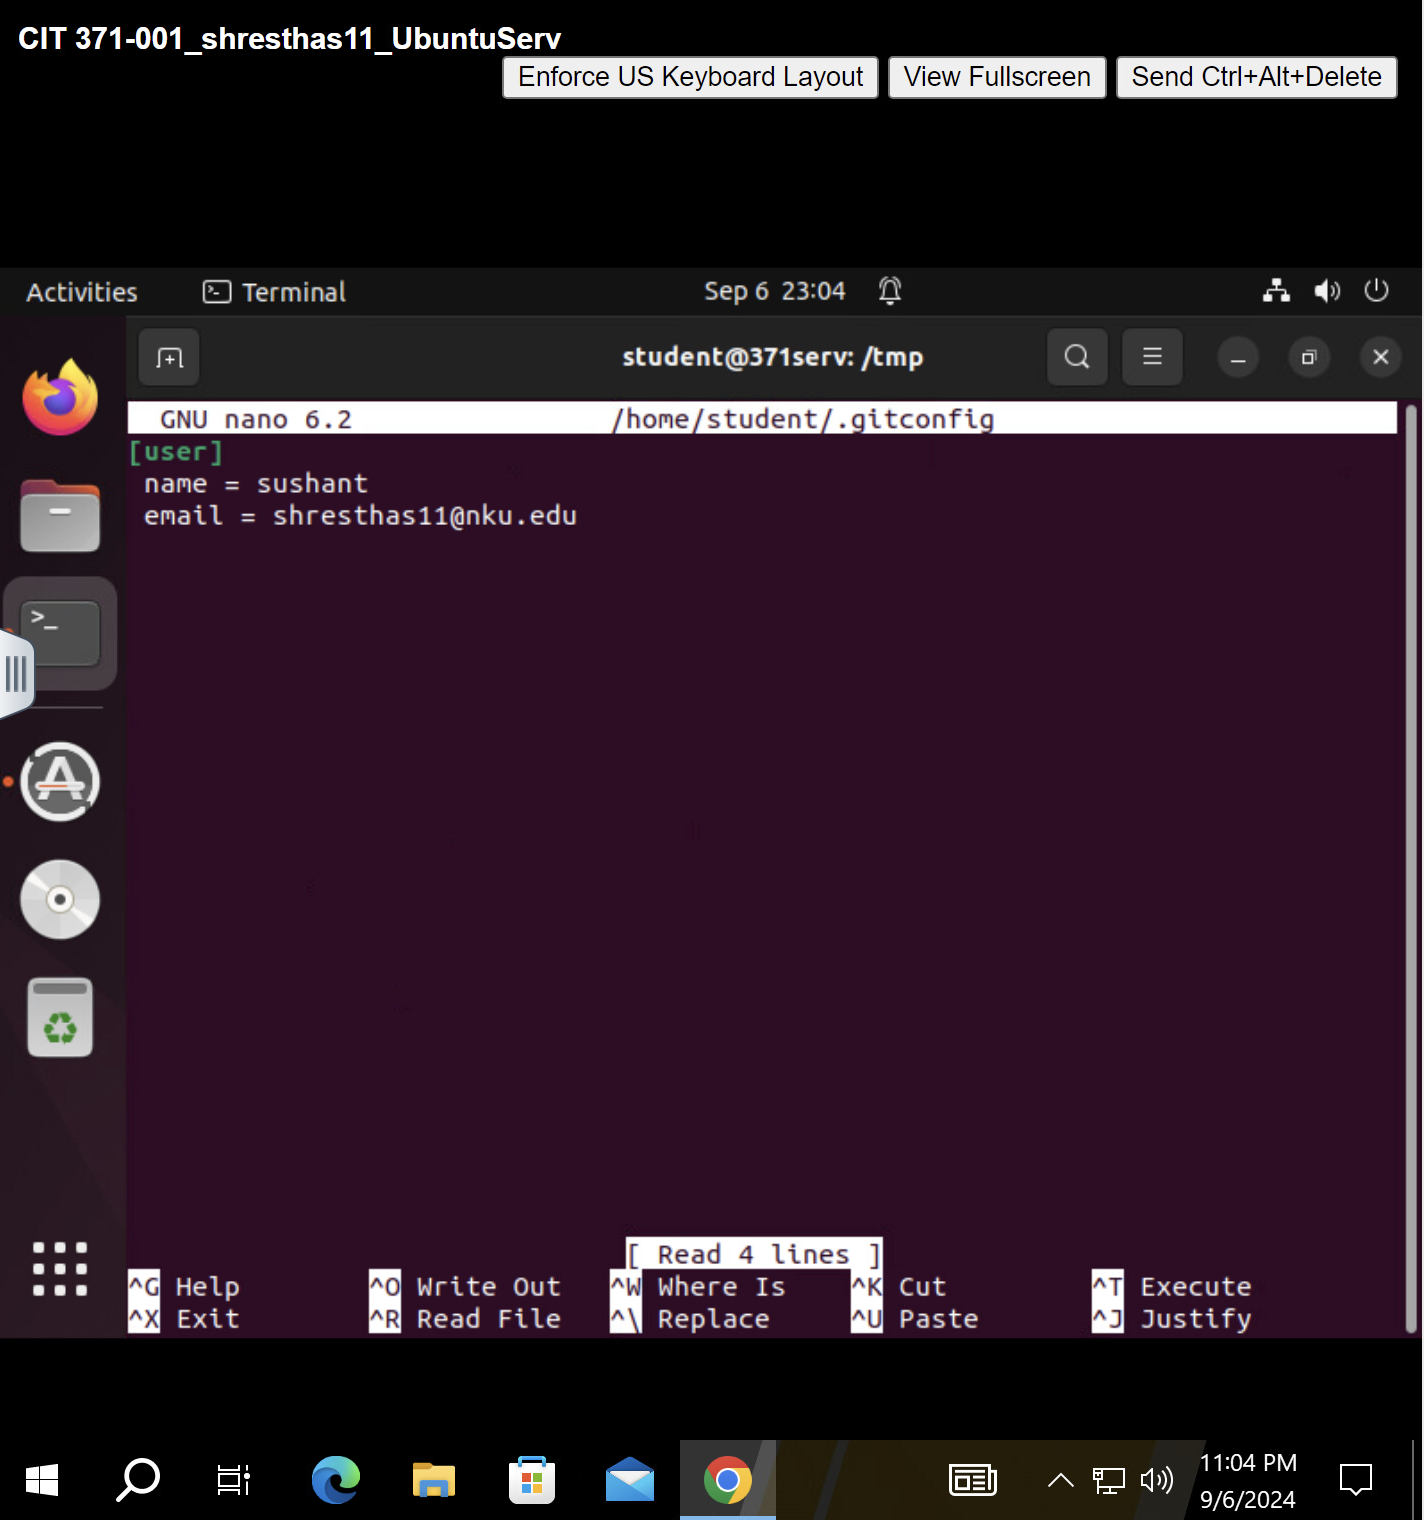 CIT 371-001_shresthas11_UbuntuServ
Enforce US Keyboard Layout View Fullscreen Send Ctrl+Alt+Delete
Activities Terminal Sep 6 23:04
student@371serv: /tmp
GNU nano 6.2 /home/student/.gitconfig
[user]
name = sushant
email = shresthas11@nku.edu
[ Read 4 lines ]
^G Help ^O Write Out ^W Where Is ^K Cut ^T Execute
^X Exit ^R Read File ^\ Replace ^U Paste ^J Justify
11:04 PM
9/6/2024